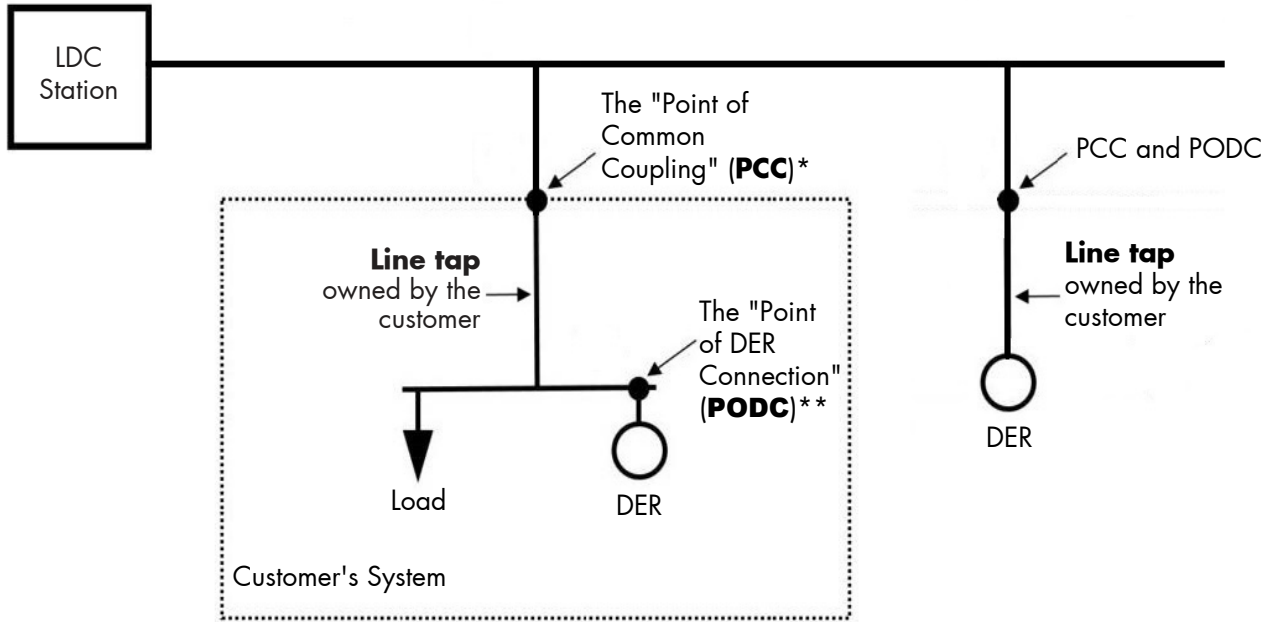 LDC
Station
The "Point of
Common
Coupling" (PCC)*
PCC and PODC
Line tap
owned by the
customer
The "Point
of DER
Connection"
(PODC)**
Line tap
owned by the
customer
Load
DER
DER
Customer's System